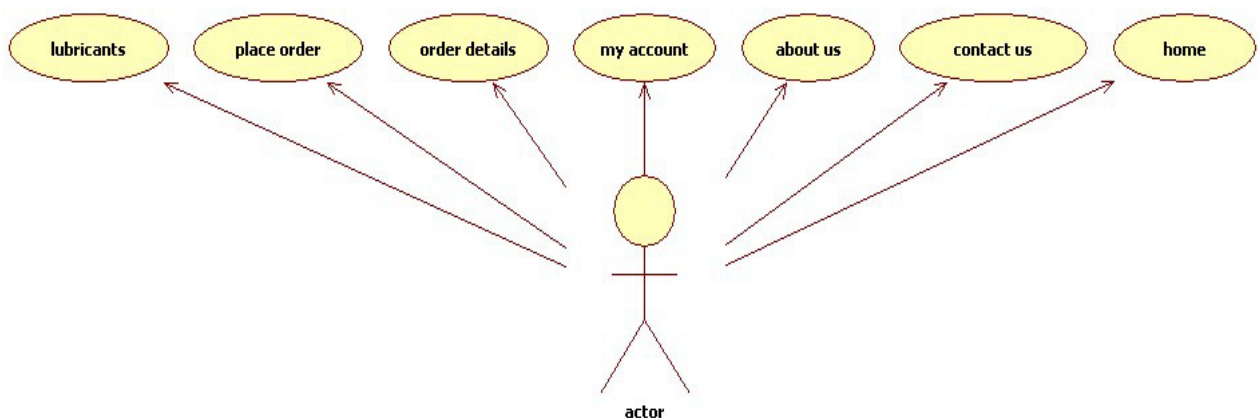 lubricants
place order
order details
my account
about us
contact us
home
actor